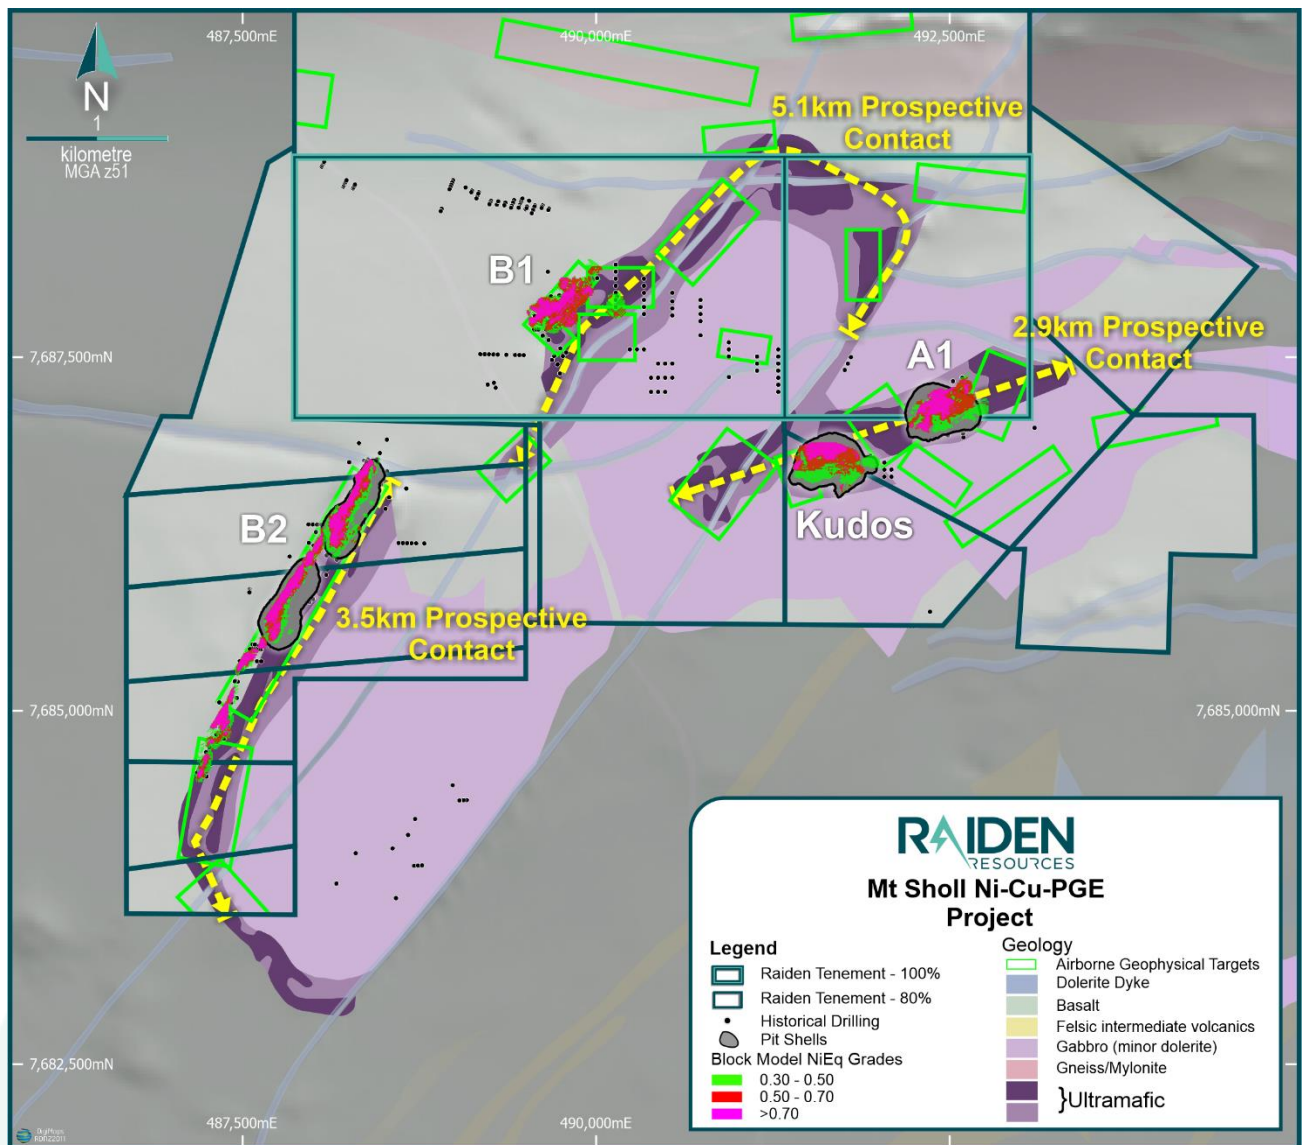 487,500mE
490,000mE
492,500mE
N
1
kilometre
MGA z51
5.1km Prospective
Contact
B1
7,687,500mN
2.9km Prospective
Contact
A1
B2
Kudos
3.5km Prospective
Contact
7,685,000mN
7,685,000mN
RAIDEN
RESOURCES
Mt Sholl Ni-Cu-PGE
Project
Legend
Raiden Tenement - 100%
Raiden Tenement - 80%
Historical Drilling
Pit Shells
Block Model NiEq Grades
0.30 - 0.50
0.50 - 0.70
>0.70
Geology
Airborne Geophysical Targets
Dolerite Dyke
Basalt
Felsic intermediate volcanics
Gabbro (minor dolerite)
Gneiss/Mylonite
}Ultramafic
7,682,500mN
487,500mE
490,000mE